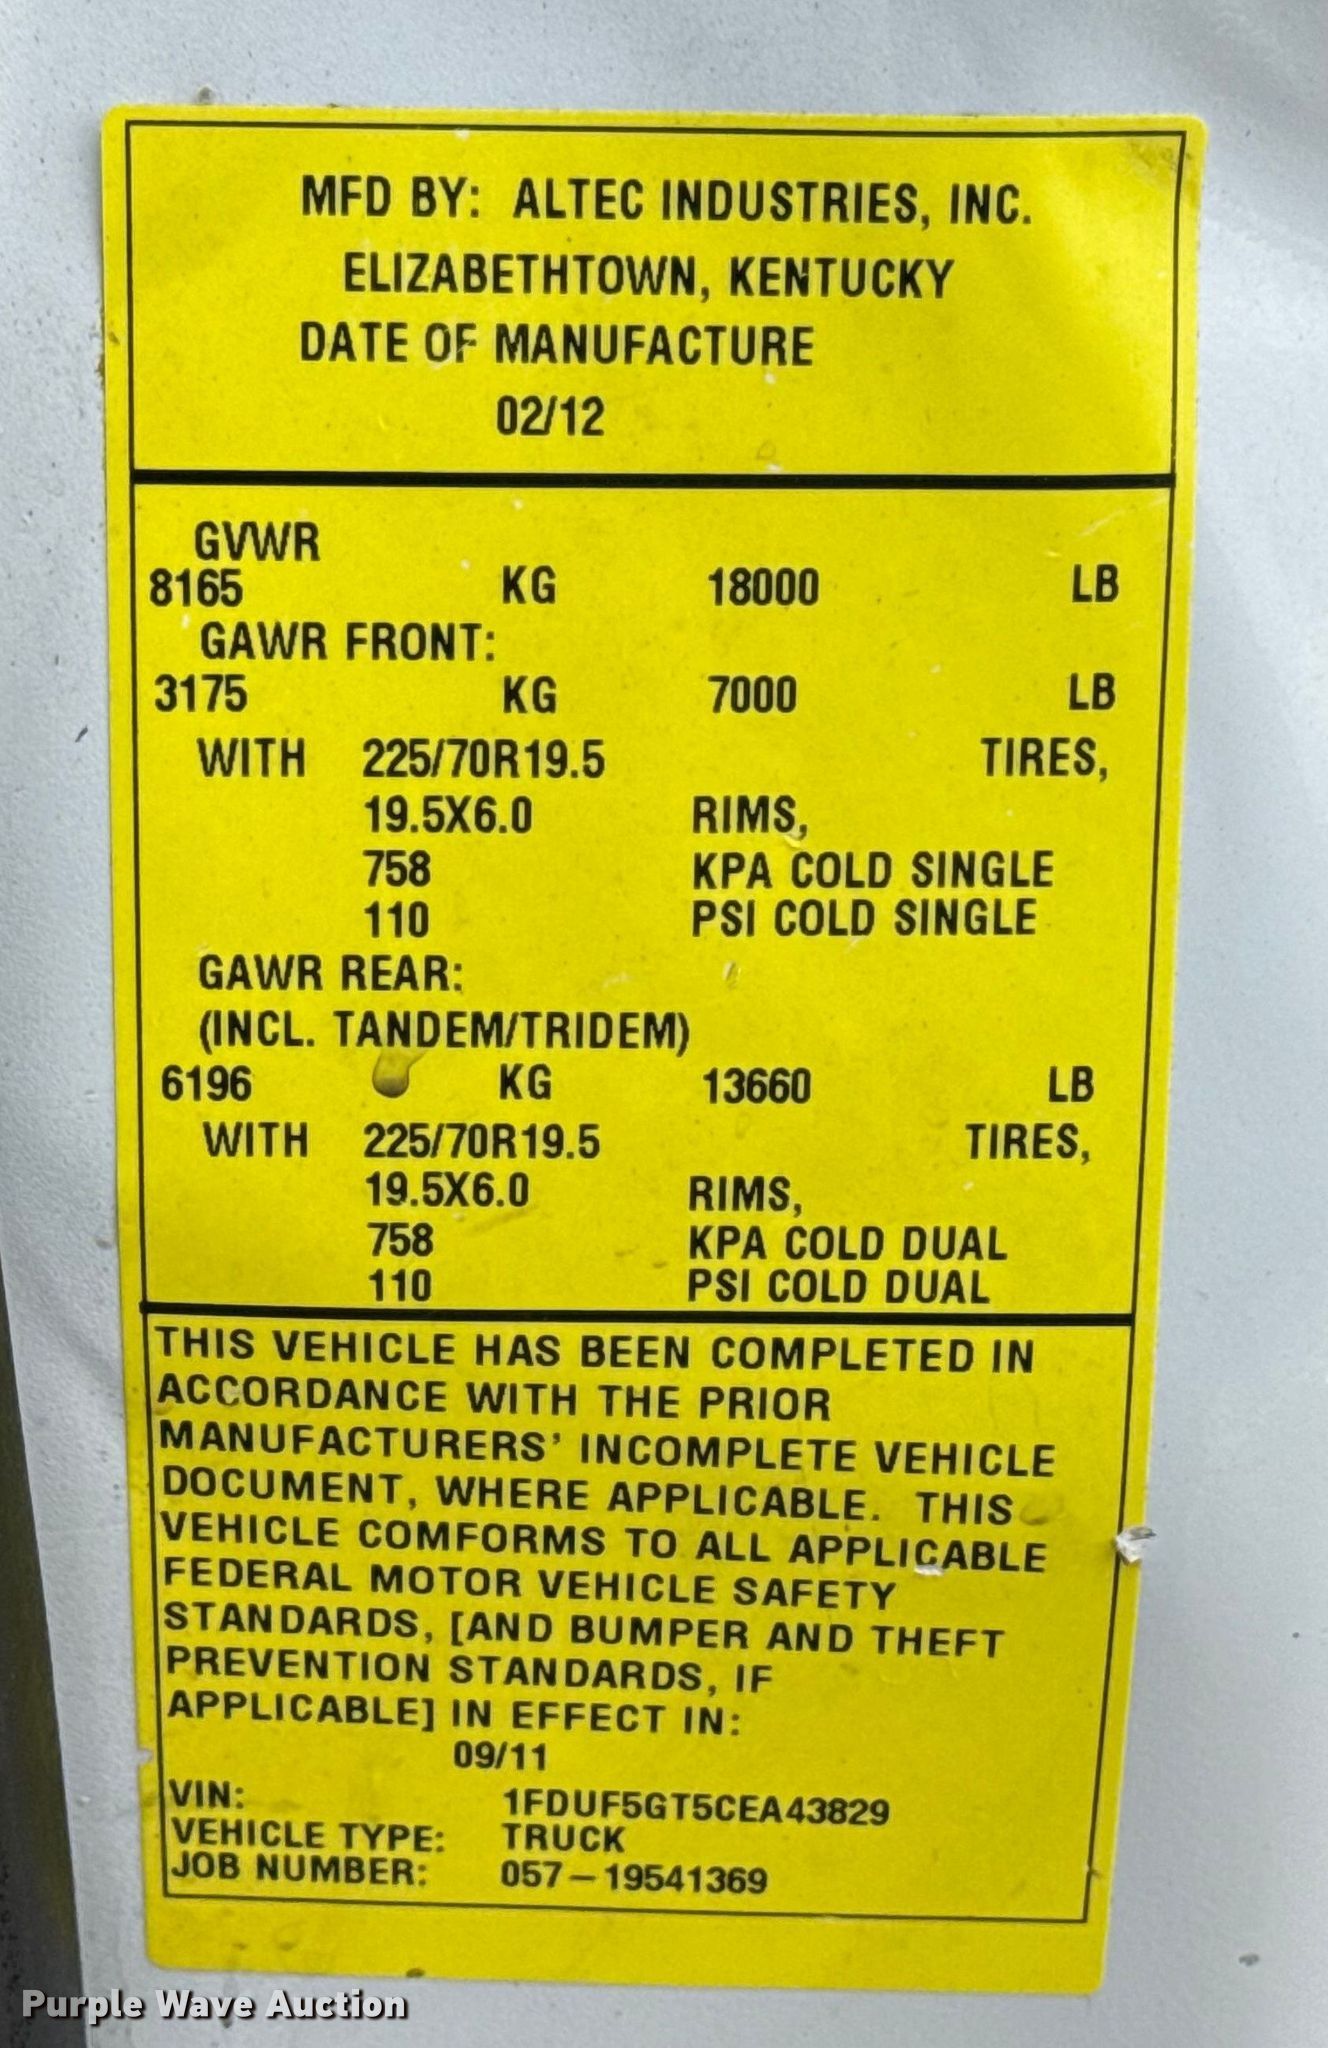 MFD BY: ALTEC INDUSTRIES, INC.
ELIZABETHTOWN, KENTUCKY
DATE OF MANUFACTURE
02/12
GVWR
8165 KG 18000 LB
GAWR FRONT:
3175 KG 7000 LB
WITH 225/70R19.5 TIRES,
19.5X6.0 RIMS,
758 KPA COLD SINGLE
110 PSI COLD SINGLE
GAWR REAR:
(INCL. TANDEM/TRIDEM)
6196 KG 13660 LB
WITH 225/70R19.5 TIRES,
19.5X6.0 RIMS,
758 KPA COLD DUAL
110 PSI COLD DUAL
THIS VEHICLE HAS BEEN COMPLETED IN
ACCORDANCE WITH THE PRIOR
MANUFACTURERS' INCOMPLETE VEHICLE
DOCUMENT, WHERE APPLICABLE. THIS
VEHICLE COMFORMS TO ALL APPLICABLE
FEDERAL MOTOR VEHICLE SAFETY
STANDARDS, [AND BUMPER AND THEFT
PREVENTION STANDARDS, IF
APPLICABLE] IN EFFECT IN:
09/11
VIN: 1FDUF5GT5CEA43829
VEHICLE TYPE: TRUCK
JOB NUMBER: 057-19541369
Purple Wave Auction